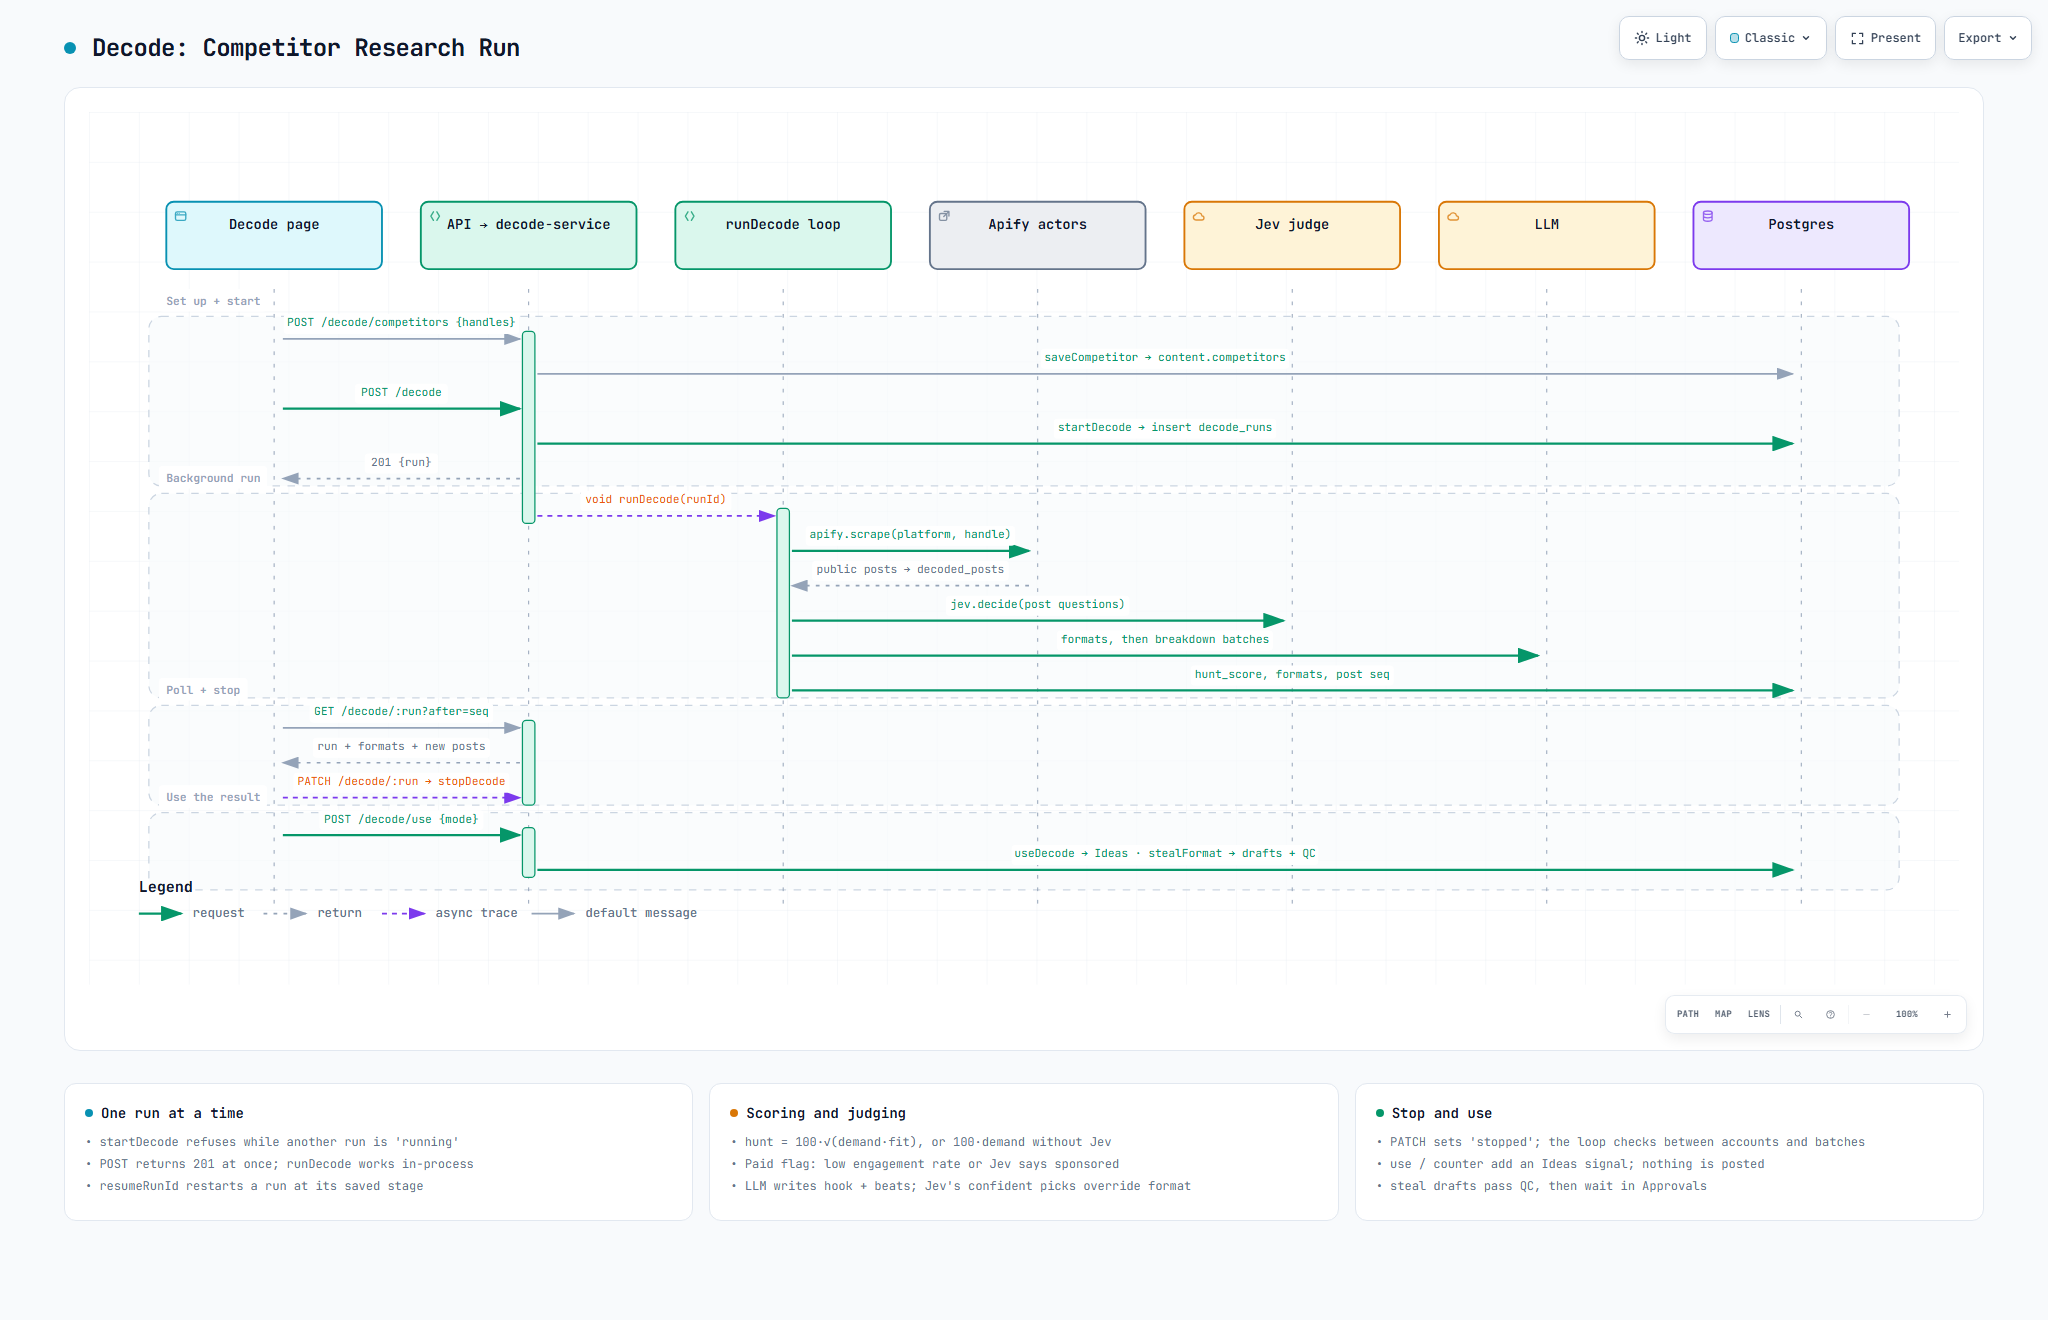 Decode: Competitor Research Run
Light
Classic
Present
Export
Decode page
API → decode-service
runDecode loop
Apify actors
Jev judge
LLM
Postgres
Set up + start
POST /decode/competitors {handles}
saveCompetitor → content.competitors
POST /decode
startDecode → insert decode_runs
201 {run}
Background run
void runDecode(runId)
apify.scrape(platform, handle)
public posts → decoded_posts
jev.decide(post questions)
formats, then breakdown batches
hunt_score, formats, post seq
Poll + stop
GET /decode/:run?after=seq
run + formats + new posts
PATCH /decode/:run → stopDecode
Use the result
POST /decode/use {mode}
useDecode → Ideas · stealFormat → drafts + QC
Legend
request
return
async trace
default message
PATH
MAP
LENS
100%
One run at a time
• startDecode refuses while another run is 'running'
• POST returns 201 at once; runDecode works in-process
• resumeRunId restarts a run at its saved stage
Scoring and judging
• hunt = 100·√(demand·fit), or 100·demand without Jev
• Paid flag: low engagement rate or Jev says sponsored
• LLM writes hook + beats; Jev's confident picks override format
Stop and use
• PATCH sets 'stopped'; the loop checks between accounts and batches
• use / counter add an Ideas signal; nothing is posted
• steal drafts pass QC, then wait in Approvals